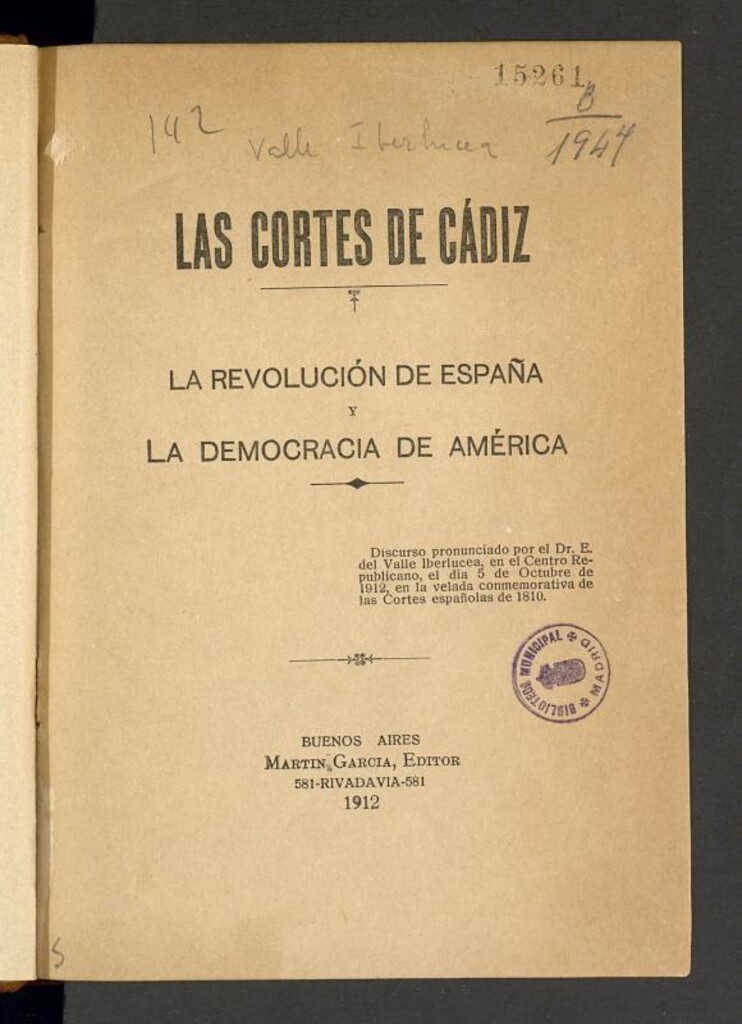 15261
B
142
Valle Iberlucea
1947
LAS CORTES DE CÁDIZ
LA REVOLUCIÓN DE ESPAÑA
Y
LA DEMOCRACIA DE AMÉRICA
Discurso pronunciado por el Dr. E.
del Valle Iberlucea, en el Centro Re-
publicano, el dia 5 de Octubre de
1912, en la velada conmemorativa de
las Cortes españolas de 1810.
BIBLIOTECA MUNICIPAL
MADRID
BUENOS AIRES
MARTIN GARCIA, EDITOR
581-RIVADAVIA-581
1912
S